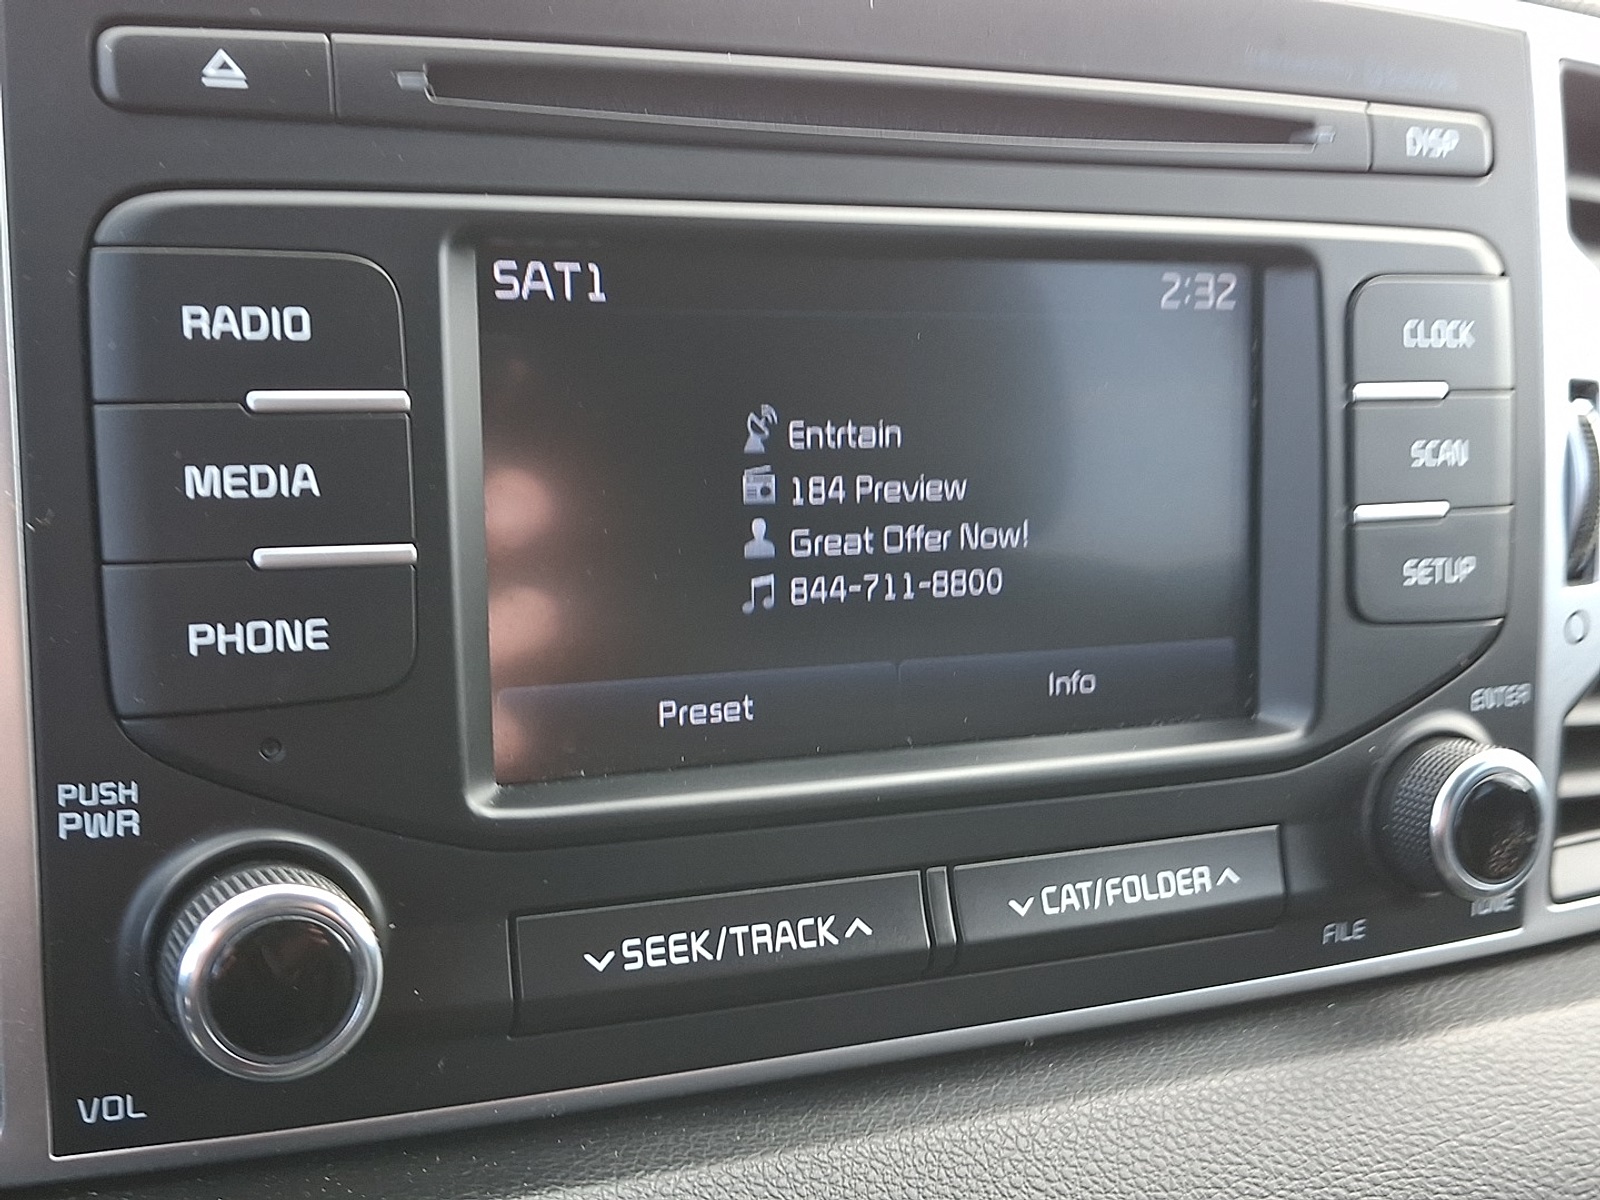 DISP
SAT1 2:32
RADIO
MEDIA
PHONE
Entrtain
184 Preview
Great Offer Now!
844-711-8800
Preset Info
CLOCK
SCAN
SETUP
ENTER
PUSH
PWR
SEEK/TRACK
CAT/FOLDER
FILE
TUNE
VOL